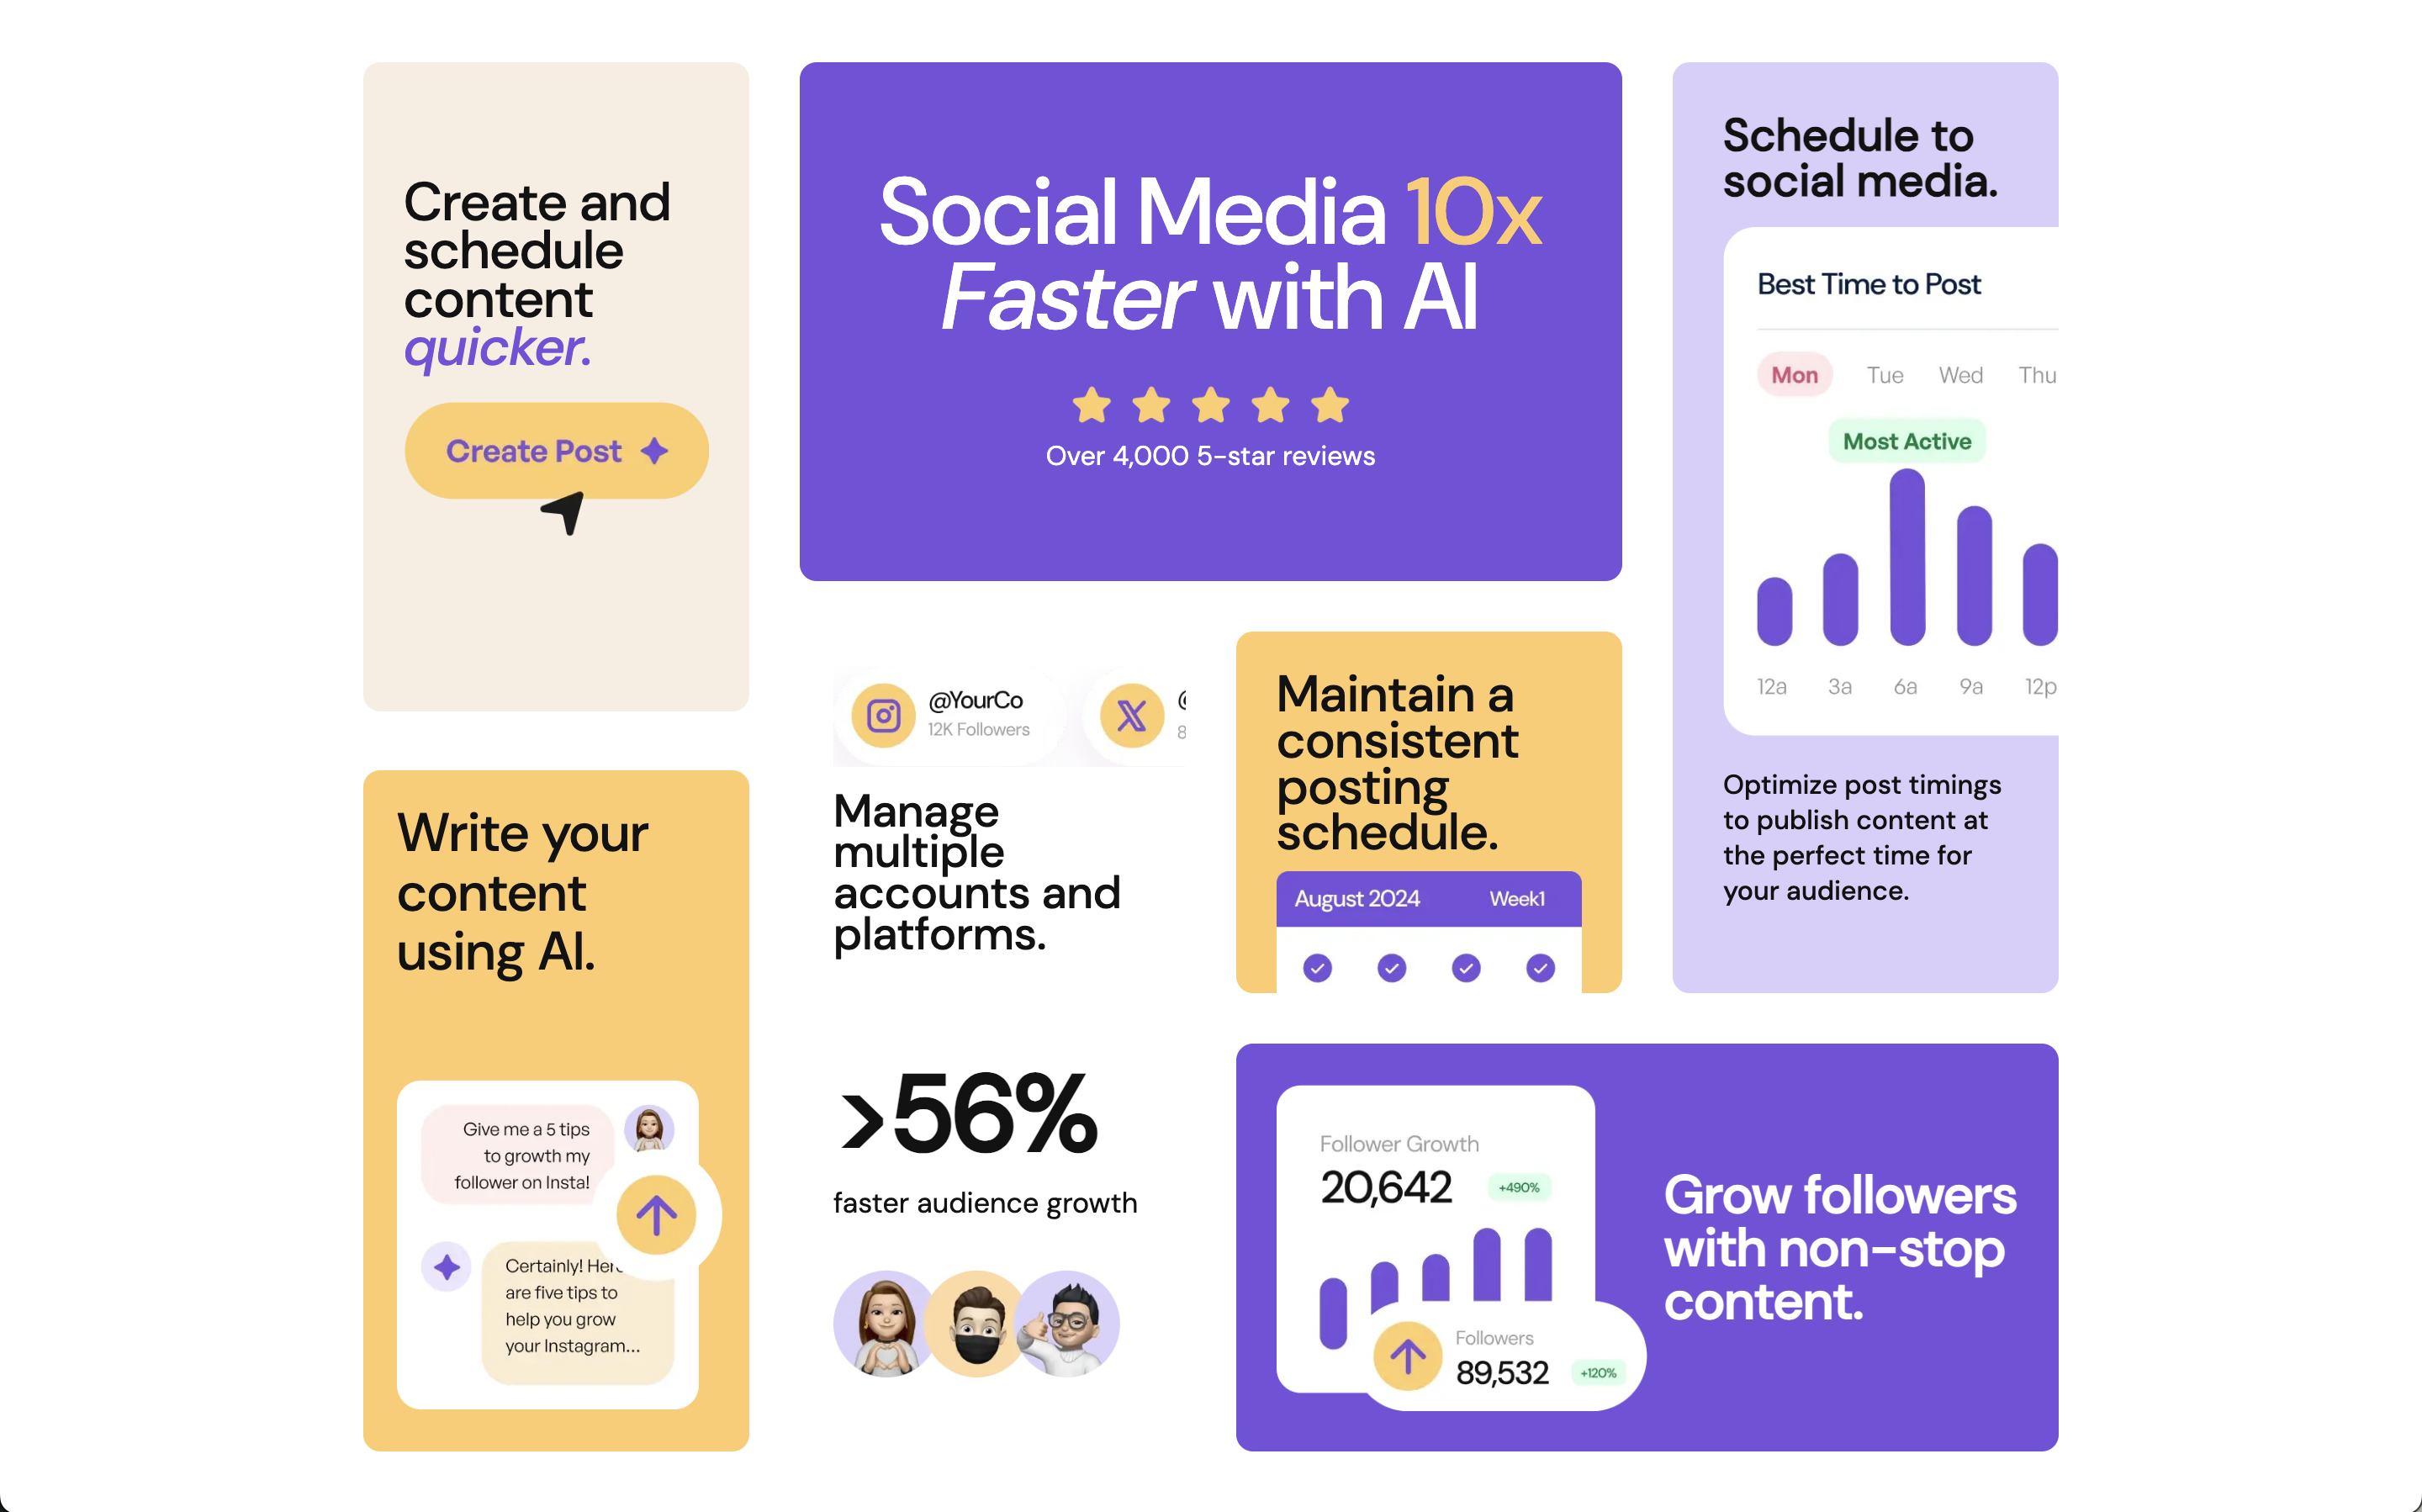 Create and
schedule
content
quicker.
Create Post
Social Media 10x
Faster with AI
Over 4,000 5-star reviews
Schedule to
social media.
Best Time to Post
Mon Tue Wed Thu
Most Active
12a 3a 6a 9a 12p
Optimize post timings
to publish content at
the perfect time for
your audience.
Write your
content
using AI.
Give me a 5 tips
to growth my
follower on Insta!
Certainly! Here
are five tips to
help you grow
your Instagram...
@YourCo
12K Followers
@
8
Manage
multiple
accounts and
platforms.
Maintain a
consistent
posting
schedule.
August 2024 Week1
>56%
faster audience growth
Follower Growth
20,642 +490%
Followers
89,532 +120%
Grow followers
with non-stop
content.